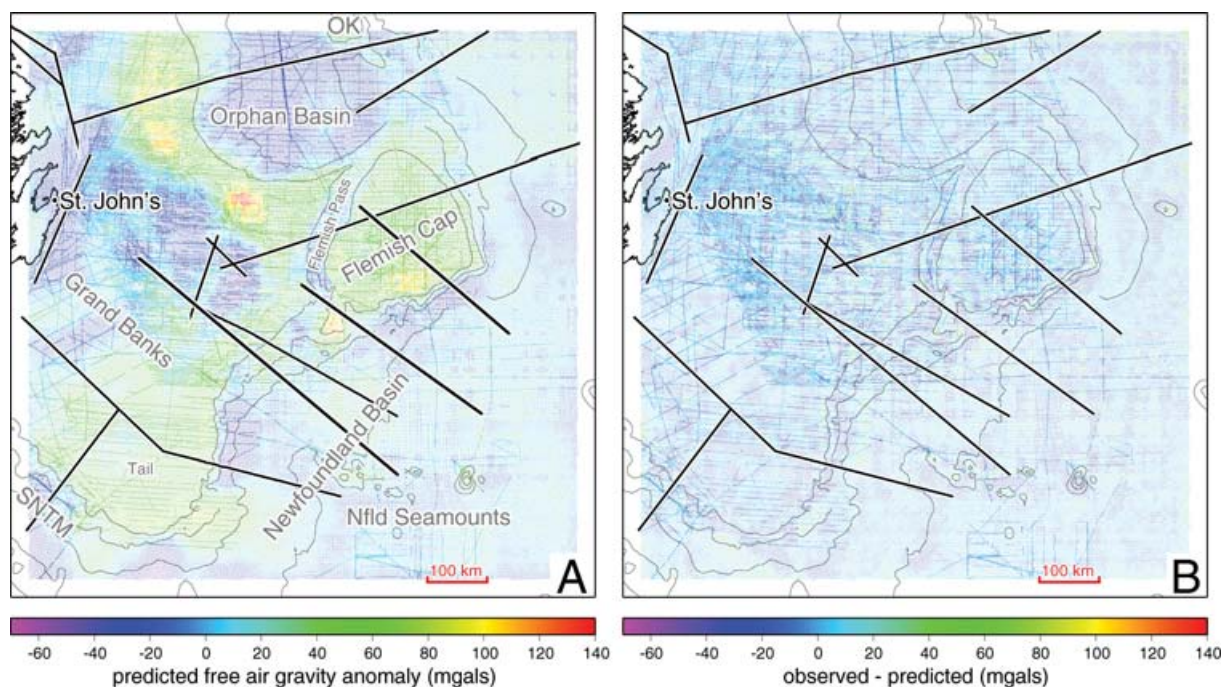 OK
Orphan Basin
St. John's
Flemish Pass
Flemish Cap
Grand Banks
Newfoundland Basin
Tail
SNTM
Nfld Seamounts
100 km
A
-60 -40 -20 0 20 40 60 80 100 120 140
predicted free air gravity anomaly (mgals)
St. John's
100 km
B
-60 -40 -20 0 20 40 60 80 100 120 140
observed - predicted (mgals)